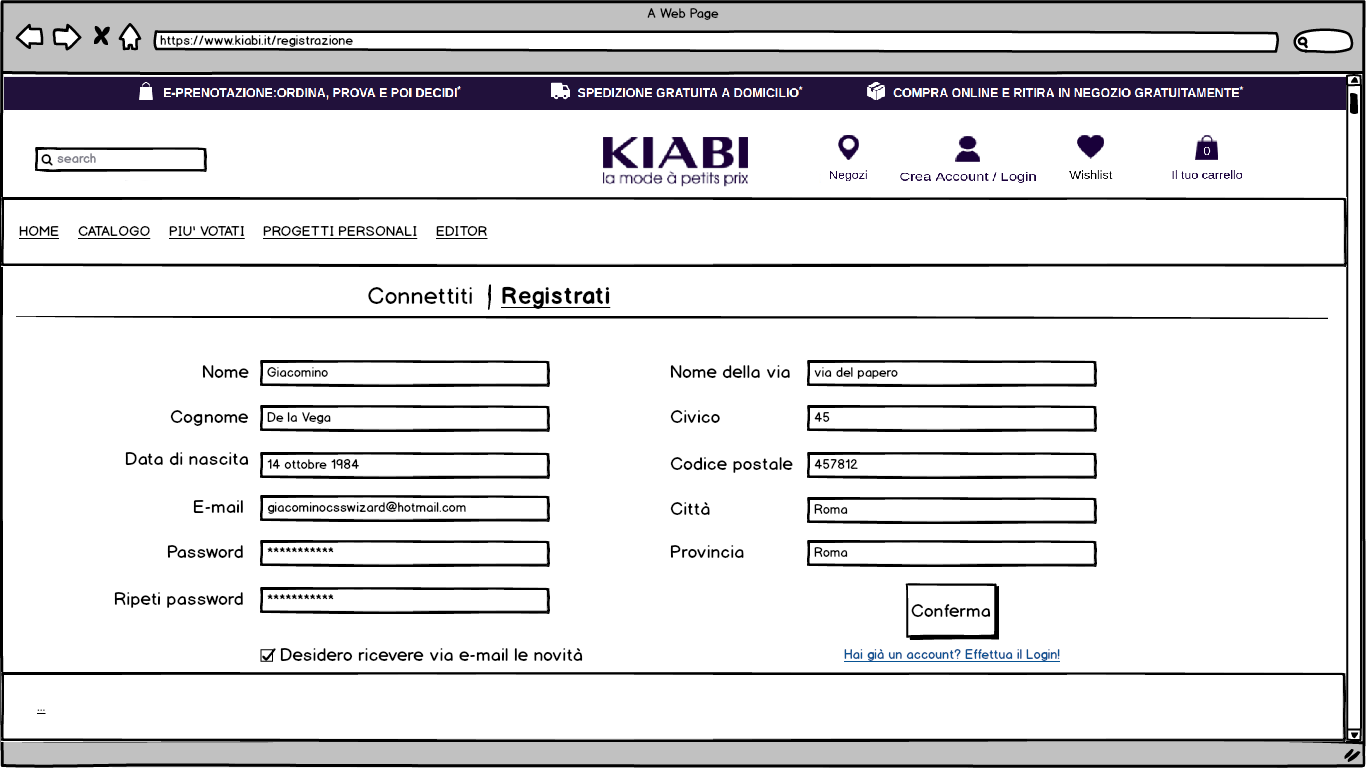 A Web Page
https://www.kiabi.it/registrazione
E-PRENOTAZIONE:ORDINA, PROVA E POI DECIDI* SPEDIZIONE GRATUITA A DOMICILIO* COMPRA ONLINE E RITIRA IN NEGOZIO GRATUITAMENTE*
search
KIABI
la mode à petits prix
Negozi
Crea Account / Login
Wishlist
0
Il tuo carrello
HOME CATALOGO PIU' VOTATI PROGETTI PERSONALI EDITOR
Connettiti | Registrati
Nome Giacomino
Cognome De la Vega
Data di nascita 14 ottobre 1984
E-mail giacominocsswizard@hotmail.com
Password ***********
Ripeti password ***********
Desidero ricevere via e-mail le novità
Nome della via via del papero
Civico 45
Codice postale 457812
Città Roma
Provincia Roma
Conferma
Hai già un account? Effettua il Login!
...